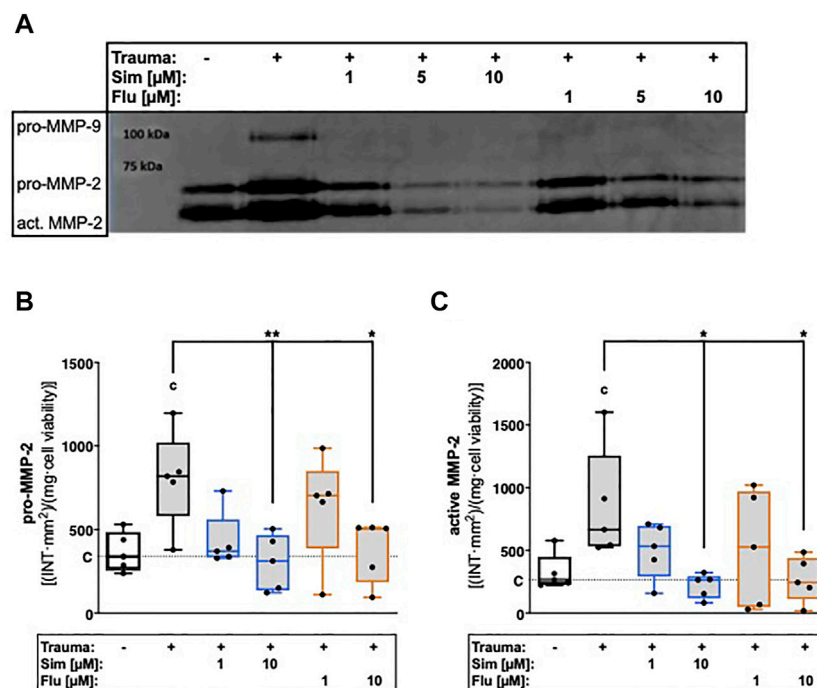 A
Trauma: - + + + + + + +
Sim [µM]: 1 5 10
Flu [µM]: 1 5 10
pro-MMP-9
100 kDa
75 kDa
pro-MMP-2
act. MMP-2
B
** *
1500
c
1000
500
C
0
pro-MMP-2
[(INT·mm²)/(mg·cell viability)]
Trauma: - + + + + +
Sim [µM]: 1 10
Flu [µM]: 1 10
C
* *
2000
c
1500
1000
500
C
0
active MMP-2
[(INT·mm²)/(mg·cell viability)]
Trauma: - + + + + +
Sim [µM]: 1 10
Flu [µM]: 1 10